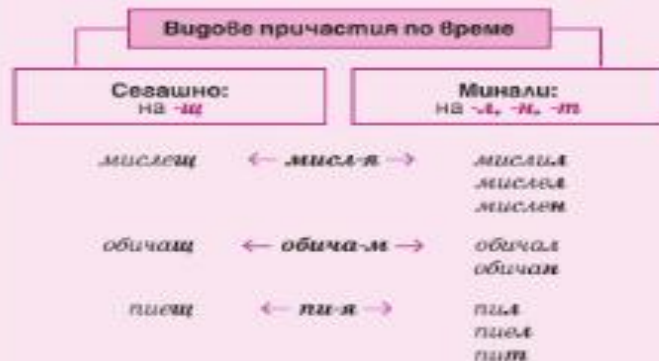 Видове причастия по време
Сегашно:
на -щ
Минали:
на -л, -н, -т
мислещ ← мисл-я → мислил
мислел
мислен
обичащ ← обича-м → обичал
обичан
пиещ ← пи-я → пил
пиел
пит